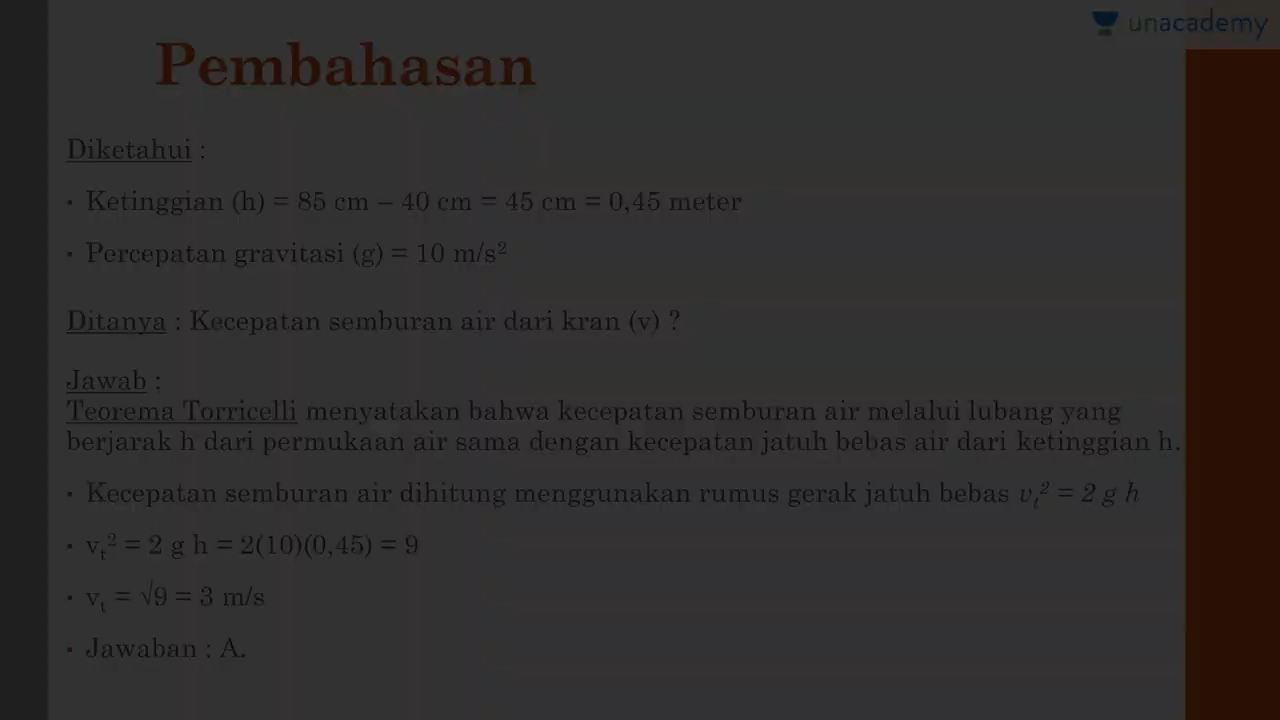 unacademy
Pembahasan
Diketahui :
▪ Ketinggian (h) = 85 cm – 40 cm = 45 cm = 0,45 meter
▪ Percepatan gravitasi (g) = 10 m/s²
Ditanya : Kecepatan semburan air dari kran (v) ?
Jawab :
Teorema Torricelli menyatakan bahwa kecepatan semburan air melalui lubang yang
berjarak h dari permukaan air sama dengan kecepatan jatuh bebas air dari ketinggian h.
▪ Kecepatan semburan air dihitung menggunakan rumus gerak jatuh bebas vₜ² = 2 g h
▪ vₜ² = 2 g h = 2(10)(0,45) = 9
▪ vₜ = √9 = 3 m/s
▪ Jawaban : A.